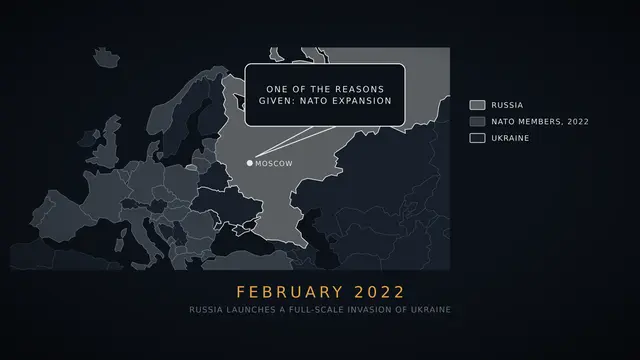 ONE OF THE REASONS
GIVEN: NATO EXPANSION
MOSCOW
RUSSIA
NATO MEMBERS, 2022
UKRAINE
FEBRUARY 2022
RUSSIA LAUNCHES A FULL-SCALE INVASION OF UKRAINE